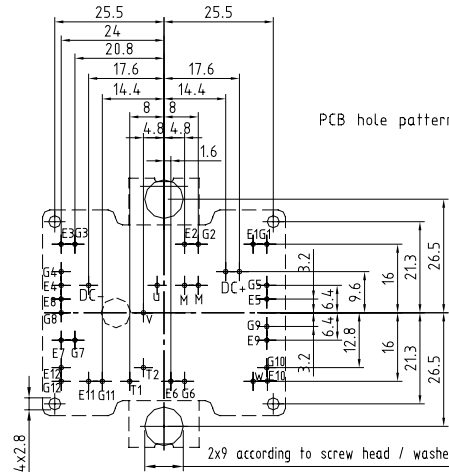 25.5 25.5
24
20.8
17.6 17.6
14.4 14.4
8 8
4.8 4.8
1.6
PCB hole pattern
E3 G3 E2 G2 E1 G1
G4 DC+
E4 DC- U M M G5
E8 E5
G8 V
G9
E7 G7 E9
E12 T2 G10
G12 E11 G11 T1 E6 G6 W E10
3.2 6.4 9.6 16 21.3 26.5
3.2 6.4 12.8 16 21.3 26.5
4x2.8
2x9 according to screw head / washe